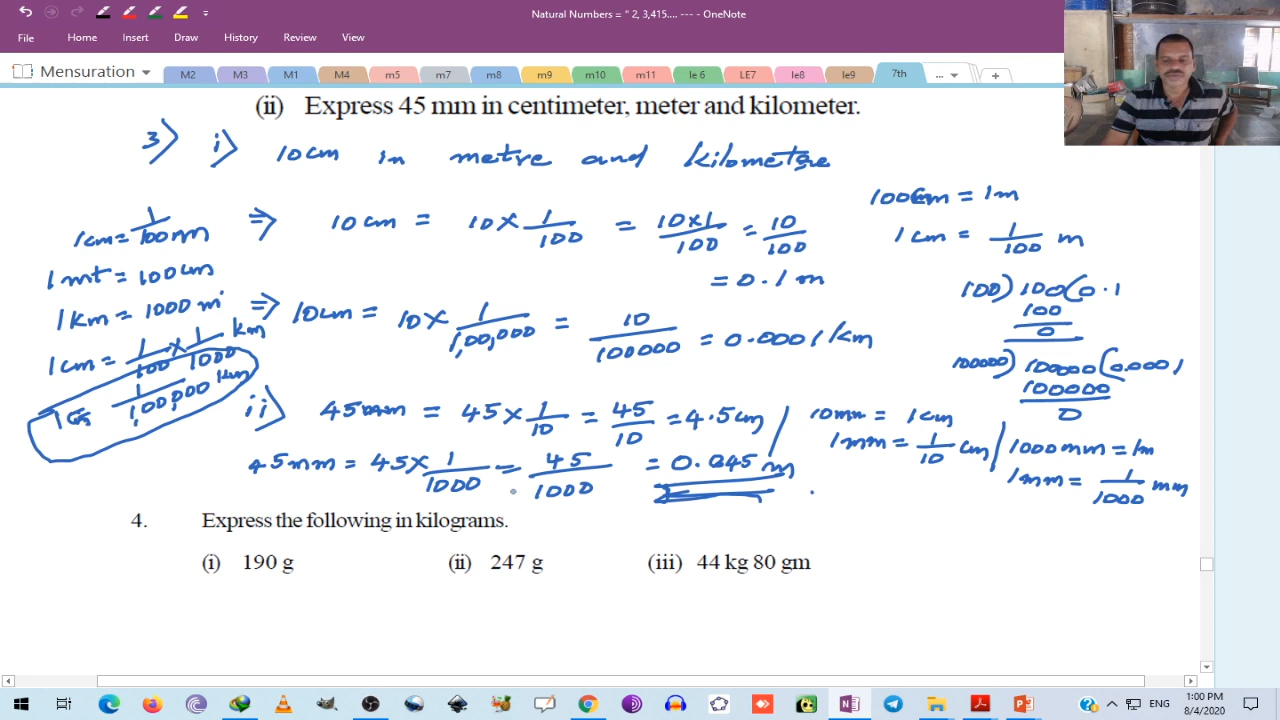 Natural Numbers = " 2, 3,415.... --- - OneNote
File Home Insert Draw History Review View
Mensuration M2 M3 M1 M4 m5 m7 m8 m9 m10 m11 le 6 LE7 le8 le9 7th ... +
(ii) Express 45 mm in centimeter, meter and kilometer.
3) i) 10cm in metre and kilometre
100cm = 1m
1cm = 1/100 m ⇒ 10cm = 10 × 1/100 = 10×1/100 = 10/100
1cm = 1/100 m
= 0.1 m
1mt = 100cm
100) 100 (0.1
100
0
1km = 1000 m ⇒ 10cm = 10 × 1/1,00,000 = 10/100000 = 0.0001 km
1cm = 1/100 × 1/1000 km
1cm 1/1,00,000 km
100000) 100000 (0.0001
100000
0
ii) 45mm = 45 × 1/10 = 45/10 = 4.5cm / 10mm = 1cm
1mm = 1/10 cm / 1000mm = 1m
45mm = 45 × 1/1000 = 45/1000 = 0.045 m
1mm = 1/1000 mm
4. Express the following in kilograms.
(i) 190 g (ii) 247 g (iii) 44 kg 80 gm
ENG 1:00 PM
8/4/2020